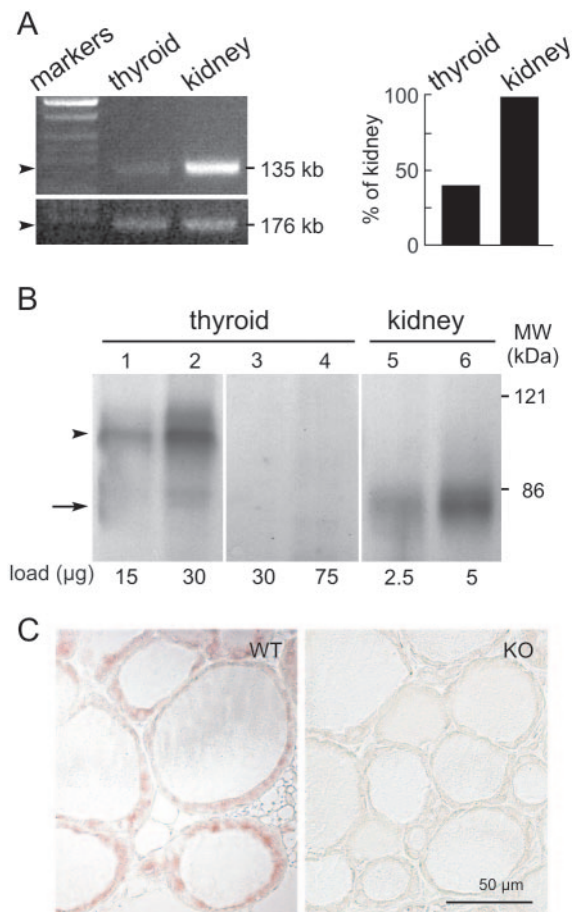 A
markers thyroid kidney
135 kb
176 kb
thyroid kidney
% of kidney
100
50
0
B
thyroid kidney
1 2 3 4 5 6 MW (kDa)
121
86
load (µg) 15 30 30 75 2.5 5
C
WT KO
50 µm